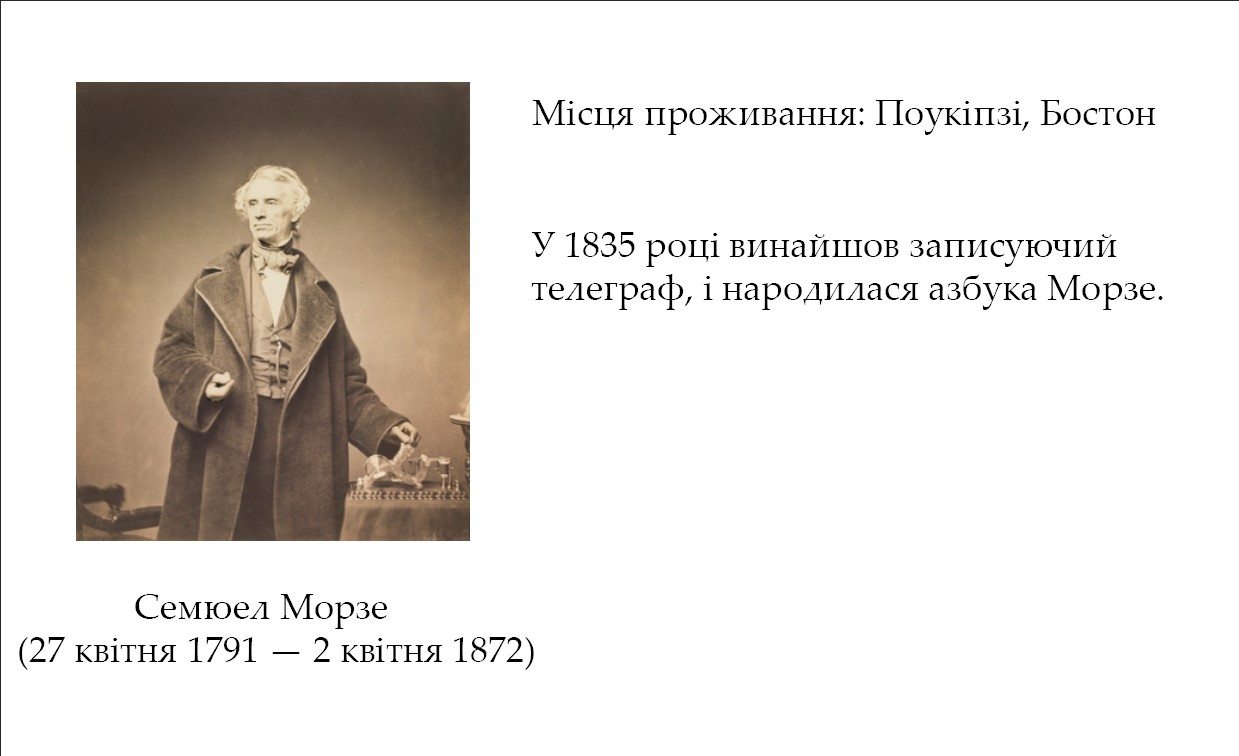 Місця проживання: Поукіпзі, Бостон
У 1835 році винайшов записуючий
телеграф, і народилася азбука Морзе.
Семюел Морзе
(27 квітня 1791 — 2 квітня 1872)